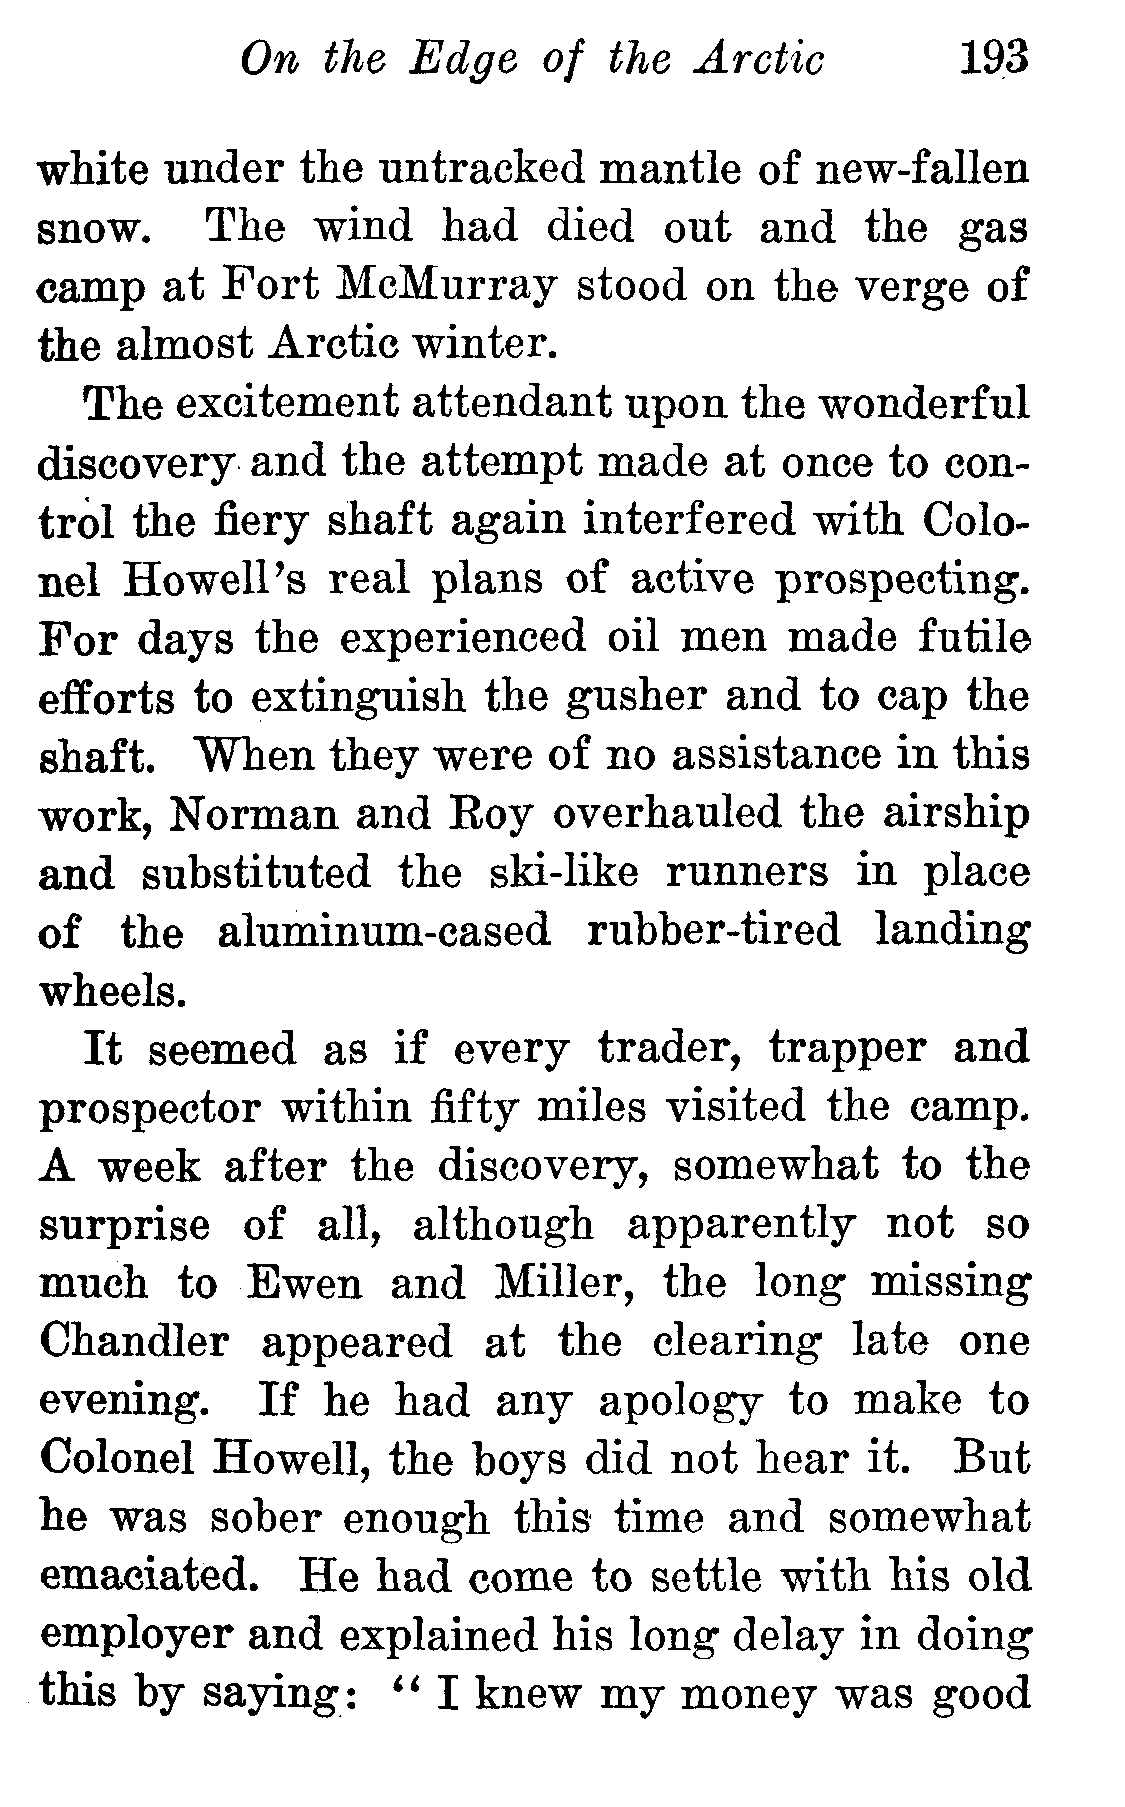 On the Edge of the Arctic 193
white under the untracked mantle of new-fallen
snow. The wind had died out and the gas
camp at Fort McMurray stood on the verge of
the almost Arctic winter.
The excitement attendant upon the wonderful
discovery and the attempt made at once to con-
trol the fiery shaft again interfered with Colo-
nel Howell's real plans of active prospecting.
For days the experienced oil men made futile
efforts to extinguish the gusher and to cap the
shaft. When they were of no assistance in this
work, Norman and Roy overhauled the airship
and substituted the ski-like runners in place
of the aluminum-cased rubber-tired landing
wheels.
It seemed as if every trader, trapper and
prospector within fifty miles visited the camp.
A week after the discovery, somewhat to the
surprise of all, although apparently not so
much to Ewen and Miller, the long missing
Chandler appeared at the clearing late one
evening. If he had any apology to make to
Colonel Howell, the boys did not hear it. But
he was sober enough this time and somewhat
emaciated. He had come to settle with his old
employer and explained his long delay in doing
this by saying: “ I knew my money was good